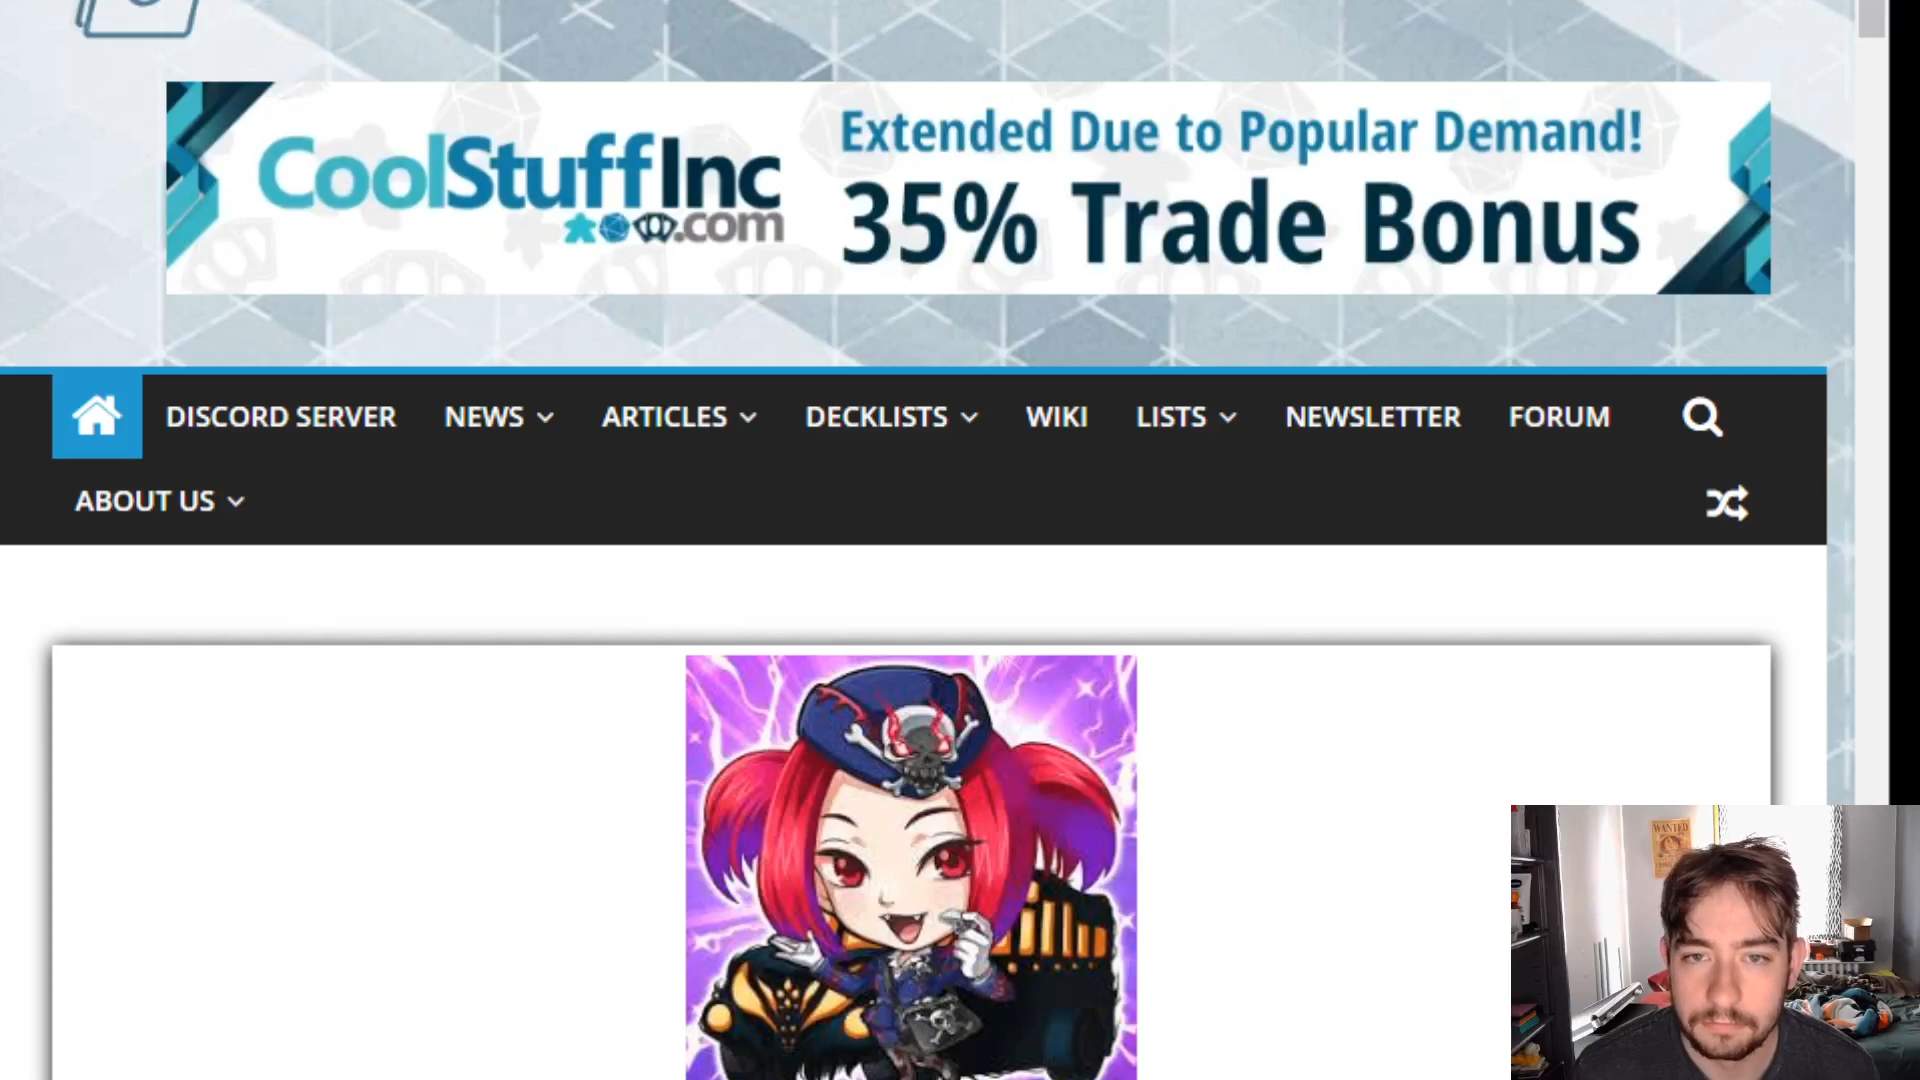 CoolStuffInc
.com
Extended Due to Popular Demand!
35% Trade Bonus
DISCORD SERVER
NEWS
ARTICLES
DECKLISTS
WIKI
LISTS
NEWSLETTER
FORUM
ABOUT US
WANTED